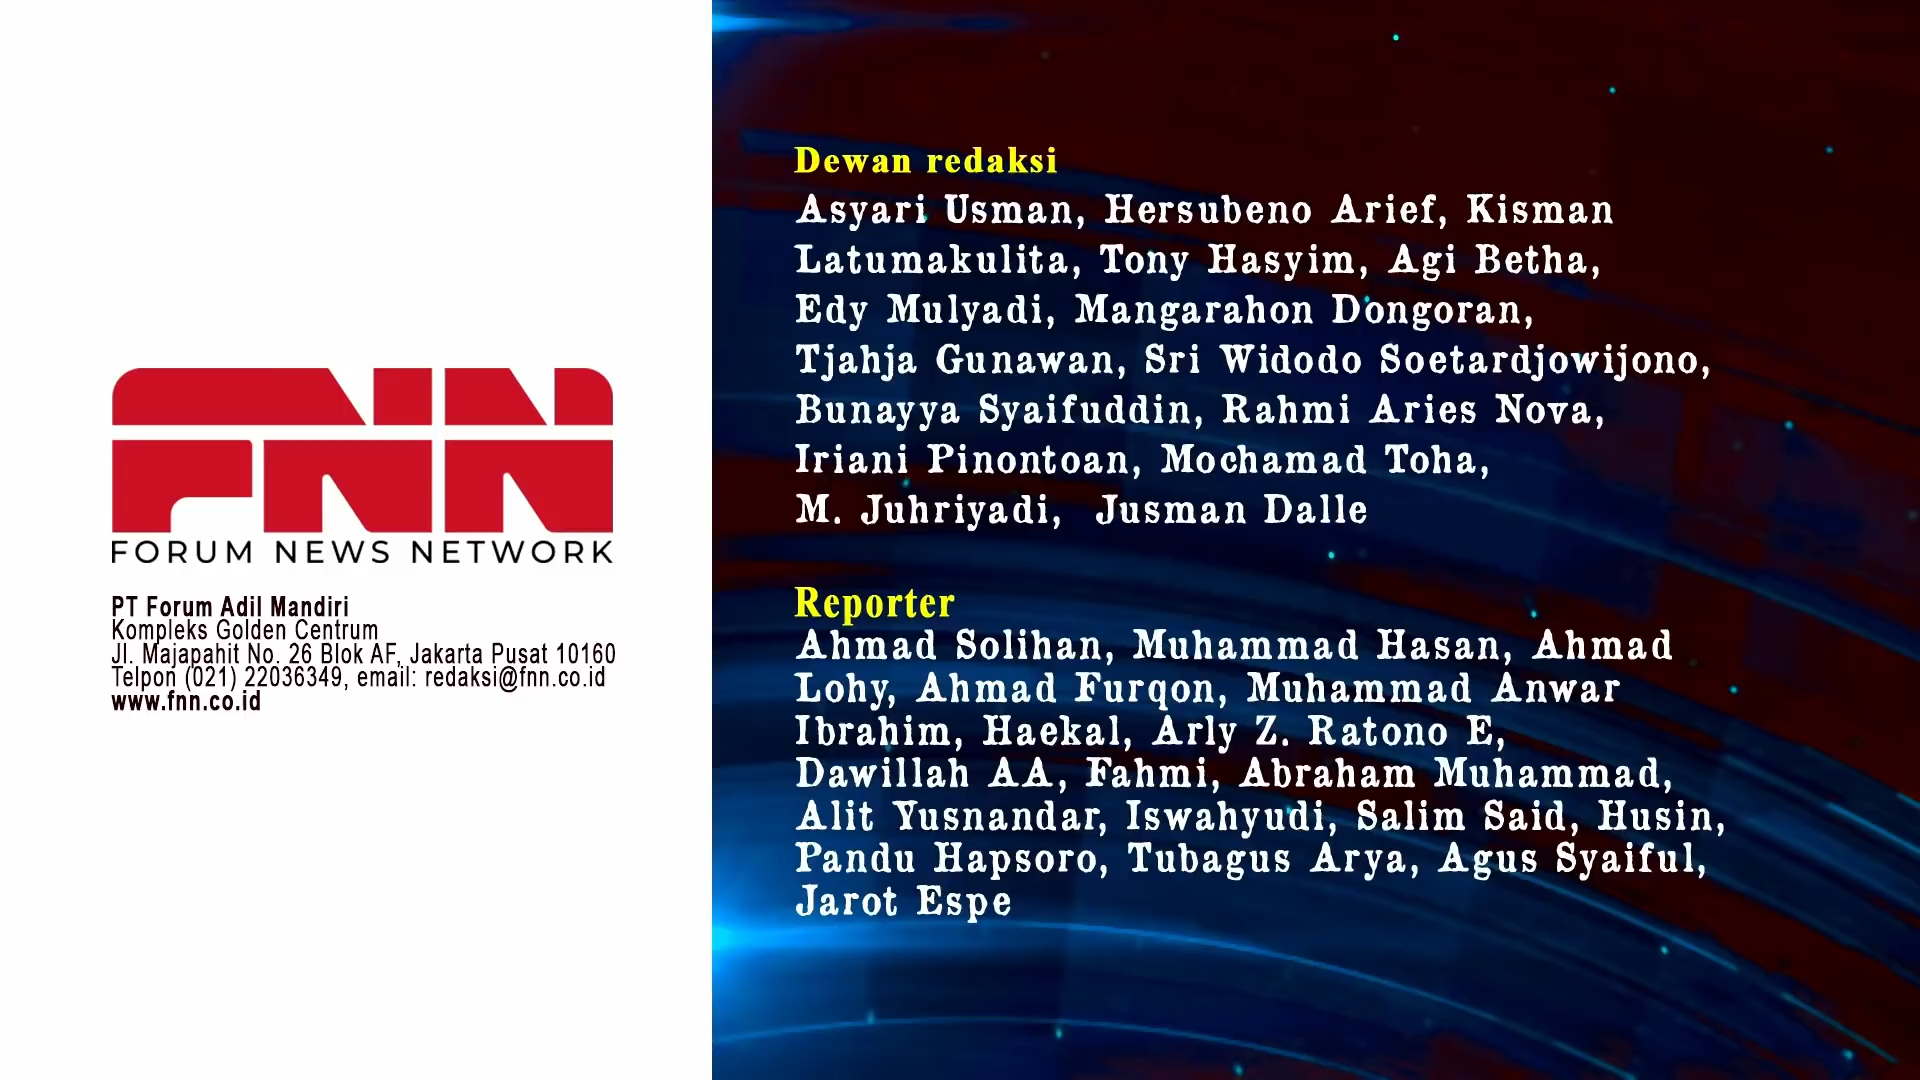 FNN
FORUM NEWS NETWORK
PT Forum Adil Mandiri
Kompleks Golden Centrum
Jl. Majapahit No. 26 Blok AF, Jakarta Pusat 10160
Telpon (021) 22036349, email: redaksi@fnn.co.id
www.fnn.co.id
Dewan redaksi
Asyari Usman, Hersubeno Arief, Kisman
Latumakulita, Tony Hasyim, Agi Betha,
Edy Mulyadi, Mangarahon Dongoran,
Tjahja Gunawan, Sri Widodo Soetardjowijono,
Bunayya Syaifuddin, Rahmi Aries Nova,
Iriani Pinontoan, Mochamad Toha,
M. Juhriyadi,  Jusman Dalle
Reporter
Ahmad Solihan, Muhammad Hasan, Ahmad
Lohy, Ahmad Furqon, Muhammad Anwar
Ibrahim, Haekal, Arly Z. Ratono E,
Dawillah AA, Fahmi, Abraham Muhammad,
Alit Yusnandar, Iswahyudi, Salim Said, Husin,
Pandu Hapsoro, Tubagus Arya, Agus Syaiful,
Jarot Espe